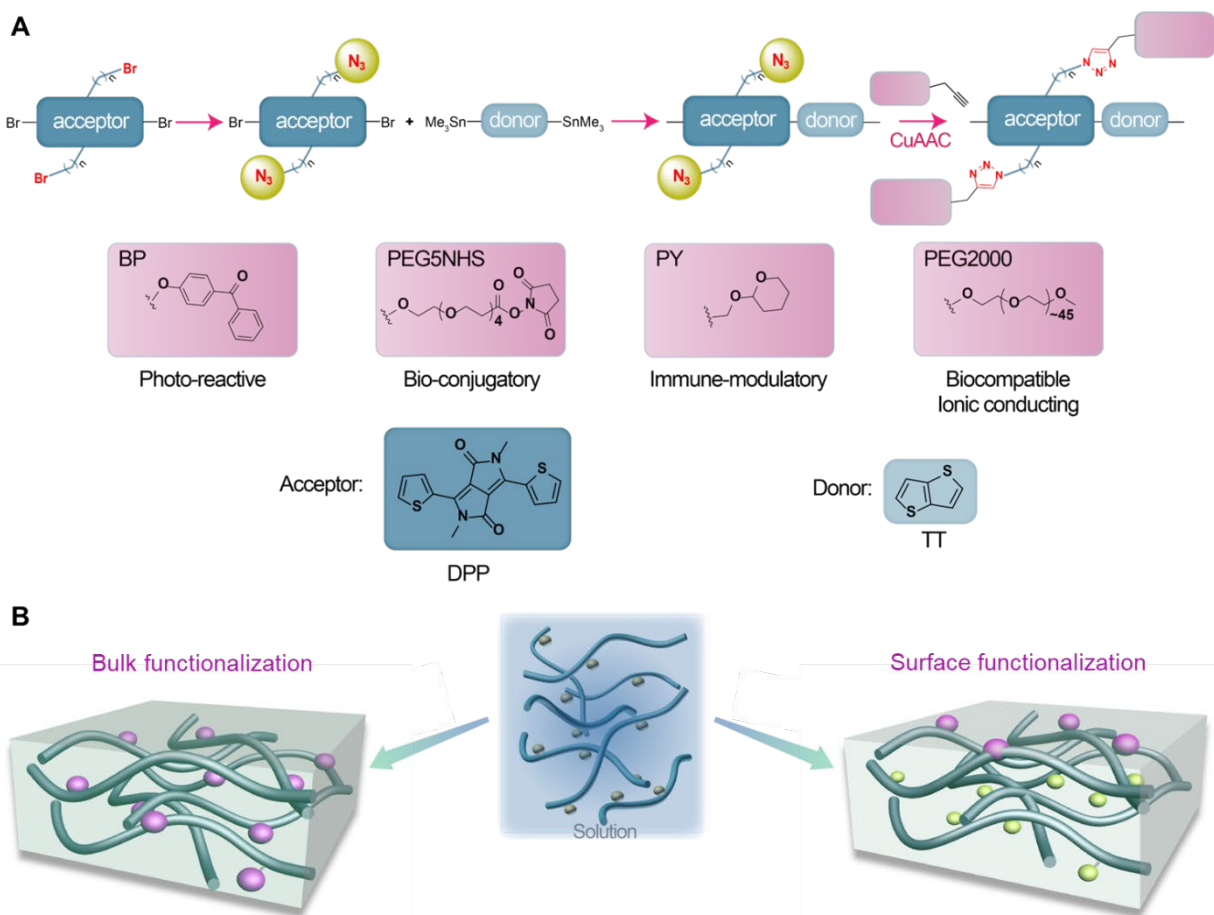 A
Br
n
Br
acceptor
Br
Br
n
N3
n
Br
acceptor
Br
N3
n
+
Me3Sn
donor
SnMe3
N3
n
acceptor
donor
N3
n
CuAAC
N
N
N
n
acceptor
donor
n
N
N
N
BP
O
O
Photo-reactive
PEG5NHS
O
O
4
O
O
N
O
O
Bio-conjugatory
PY
O
O
Immune-modulatory
PEG2000
O
O
~45
O
Biocompatible
Ionic conducting
Acceptor:
O
N
S
S
N
O
DPP
Donor:
S
S
TT
B
Bulk functionalization
Solution
Surface functionalization